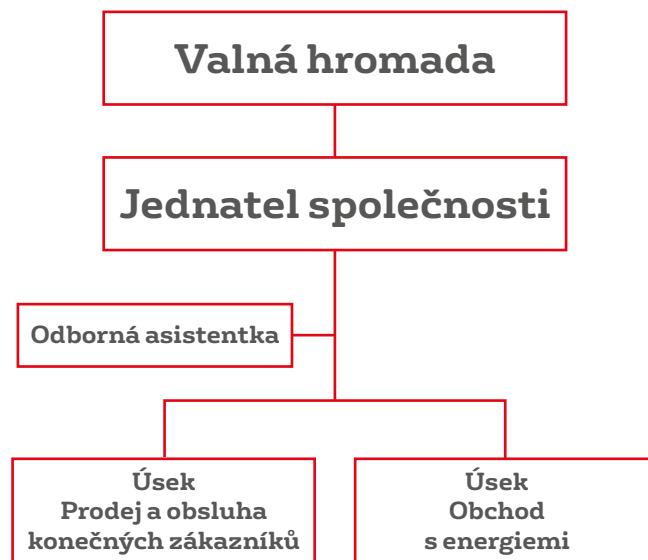 Valná hromada
Jednatel společnosti
Odborná asistentka
Úsek
Prodej a obsluha
konečných zákazníků
Úsek
Obchod
s energiemi